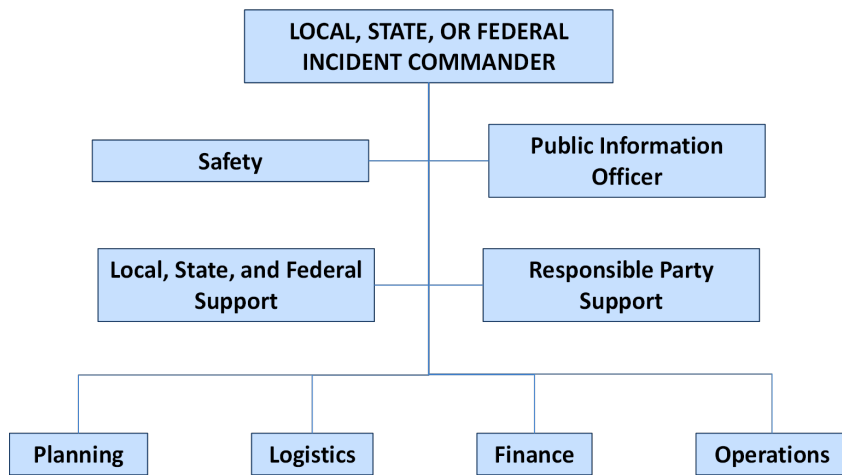 LOCAL, STATE, OR FEDERAL
INCIDENT COMMANDER
Safety
Public Information
Officer
Local, State, and Federal
Support
Responsible Party
Support
Planning
Logistics
Finance
Operations